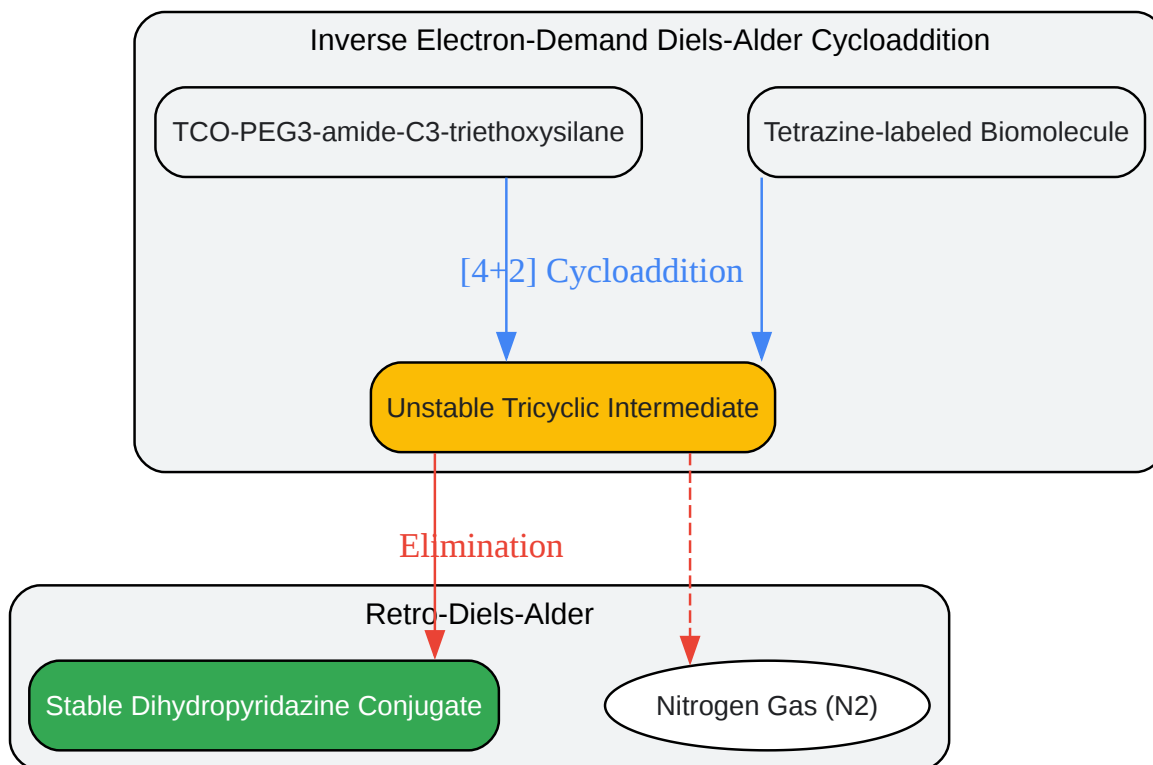 Inverse Electron-Demand Diels-Alder Cycloaddition
TCO-PEG3-amide-C3-triethoxysilane
Tetrazine-labeled Biomolecule
[4+2] Cycloaddition
Unstable Tricyclic Intermediate
Elimination
Retro-Diels-Alder
Stable Dihydropyridazine Conjugate
Nitrogen Gas (N2)